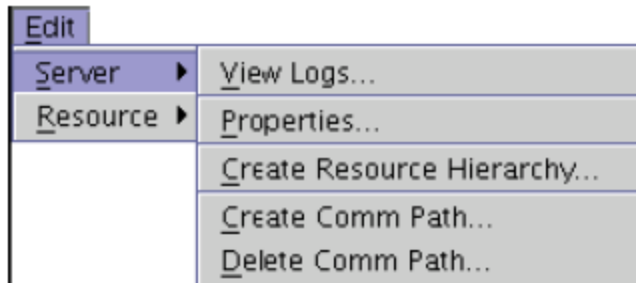 Edit
Server
Resource
View Logs...
Properties...
Create Resource Hierarchy...
Create Comm Path...
Delete Comm Path...